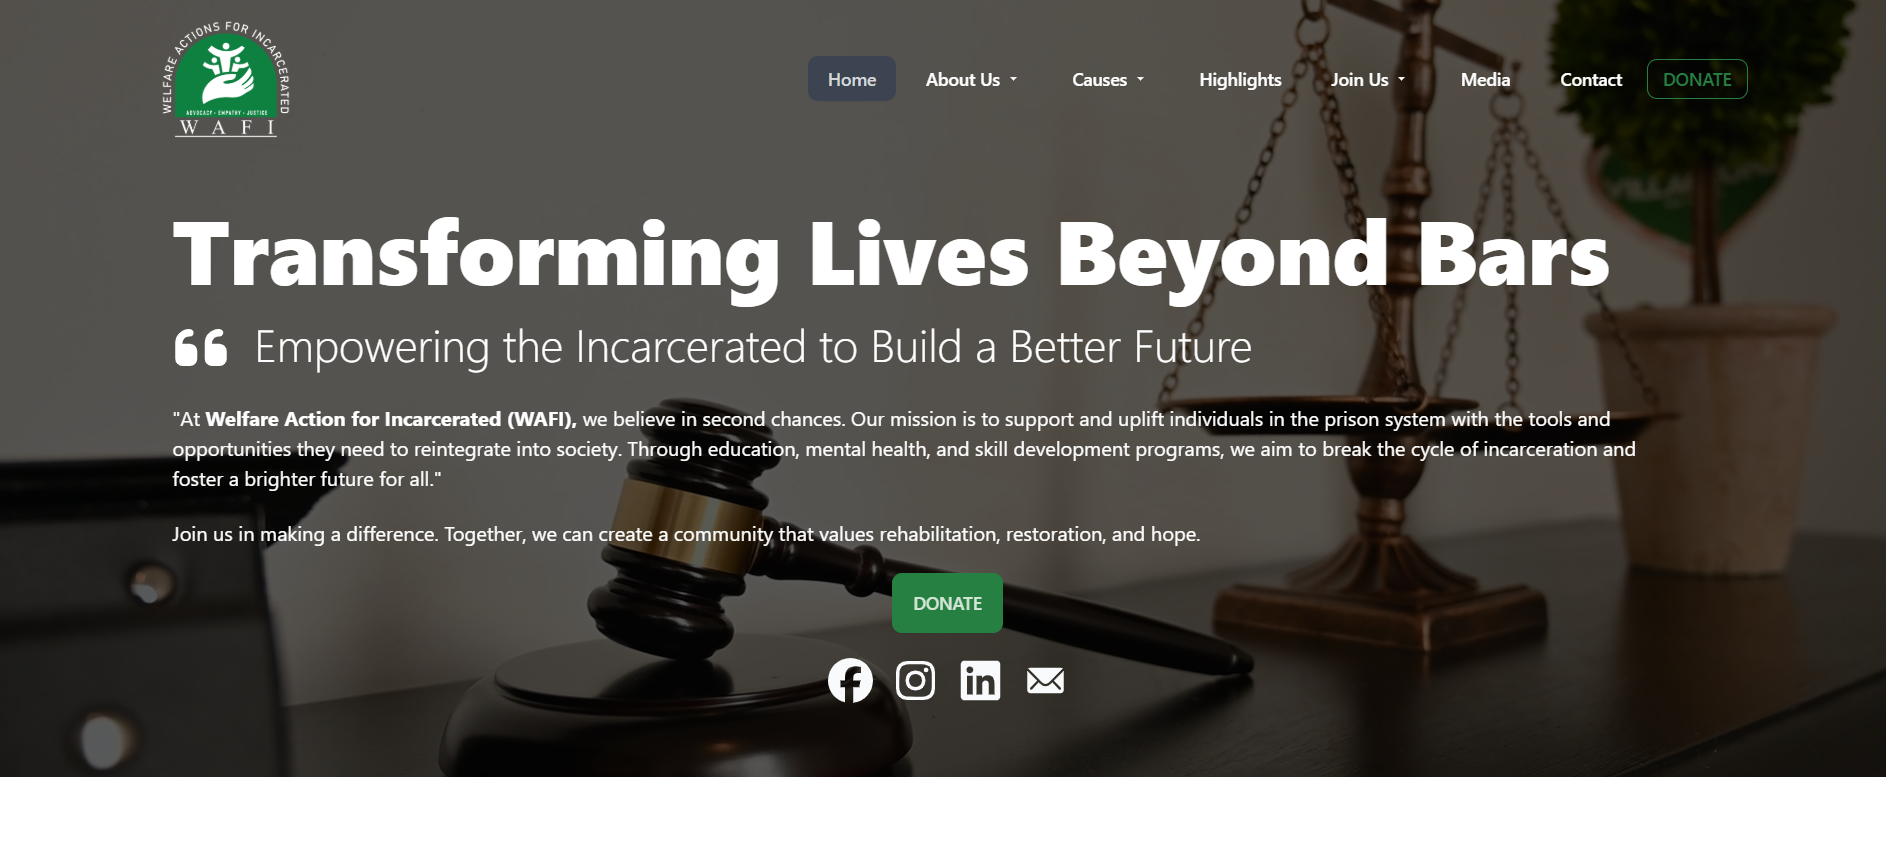 WELFARE ACTIONS FOR INCARCERATED
ADVOCACY • EMPATHY • JUSTICE
WAFI
Home
About Us
Causes
Highlights
Join Us
Media
Contact
DONATE
Transforming Lives Beyond Bars
Empowering the Incarcerated to Build a Better Future
"At Welfare Action for Incarcerated (WAFI), we believe in second chances. Our mission is to support and uplift individuals in the prison system with the tools and
opportunities they need to reintegrate into society. Through education, mental health, and skill development programs, we aim to break the cycle of incarceration and
foster a brighter future for all."
Join us in making a difference. Together, we can create a community that values rehabilitation, restoration, and hope.
DONATE